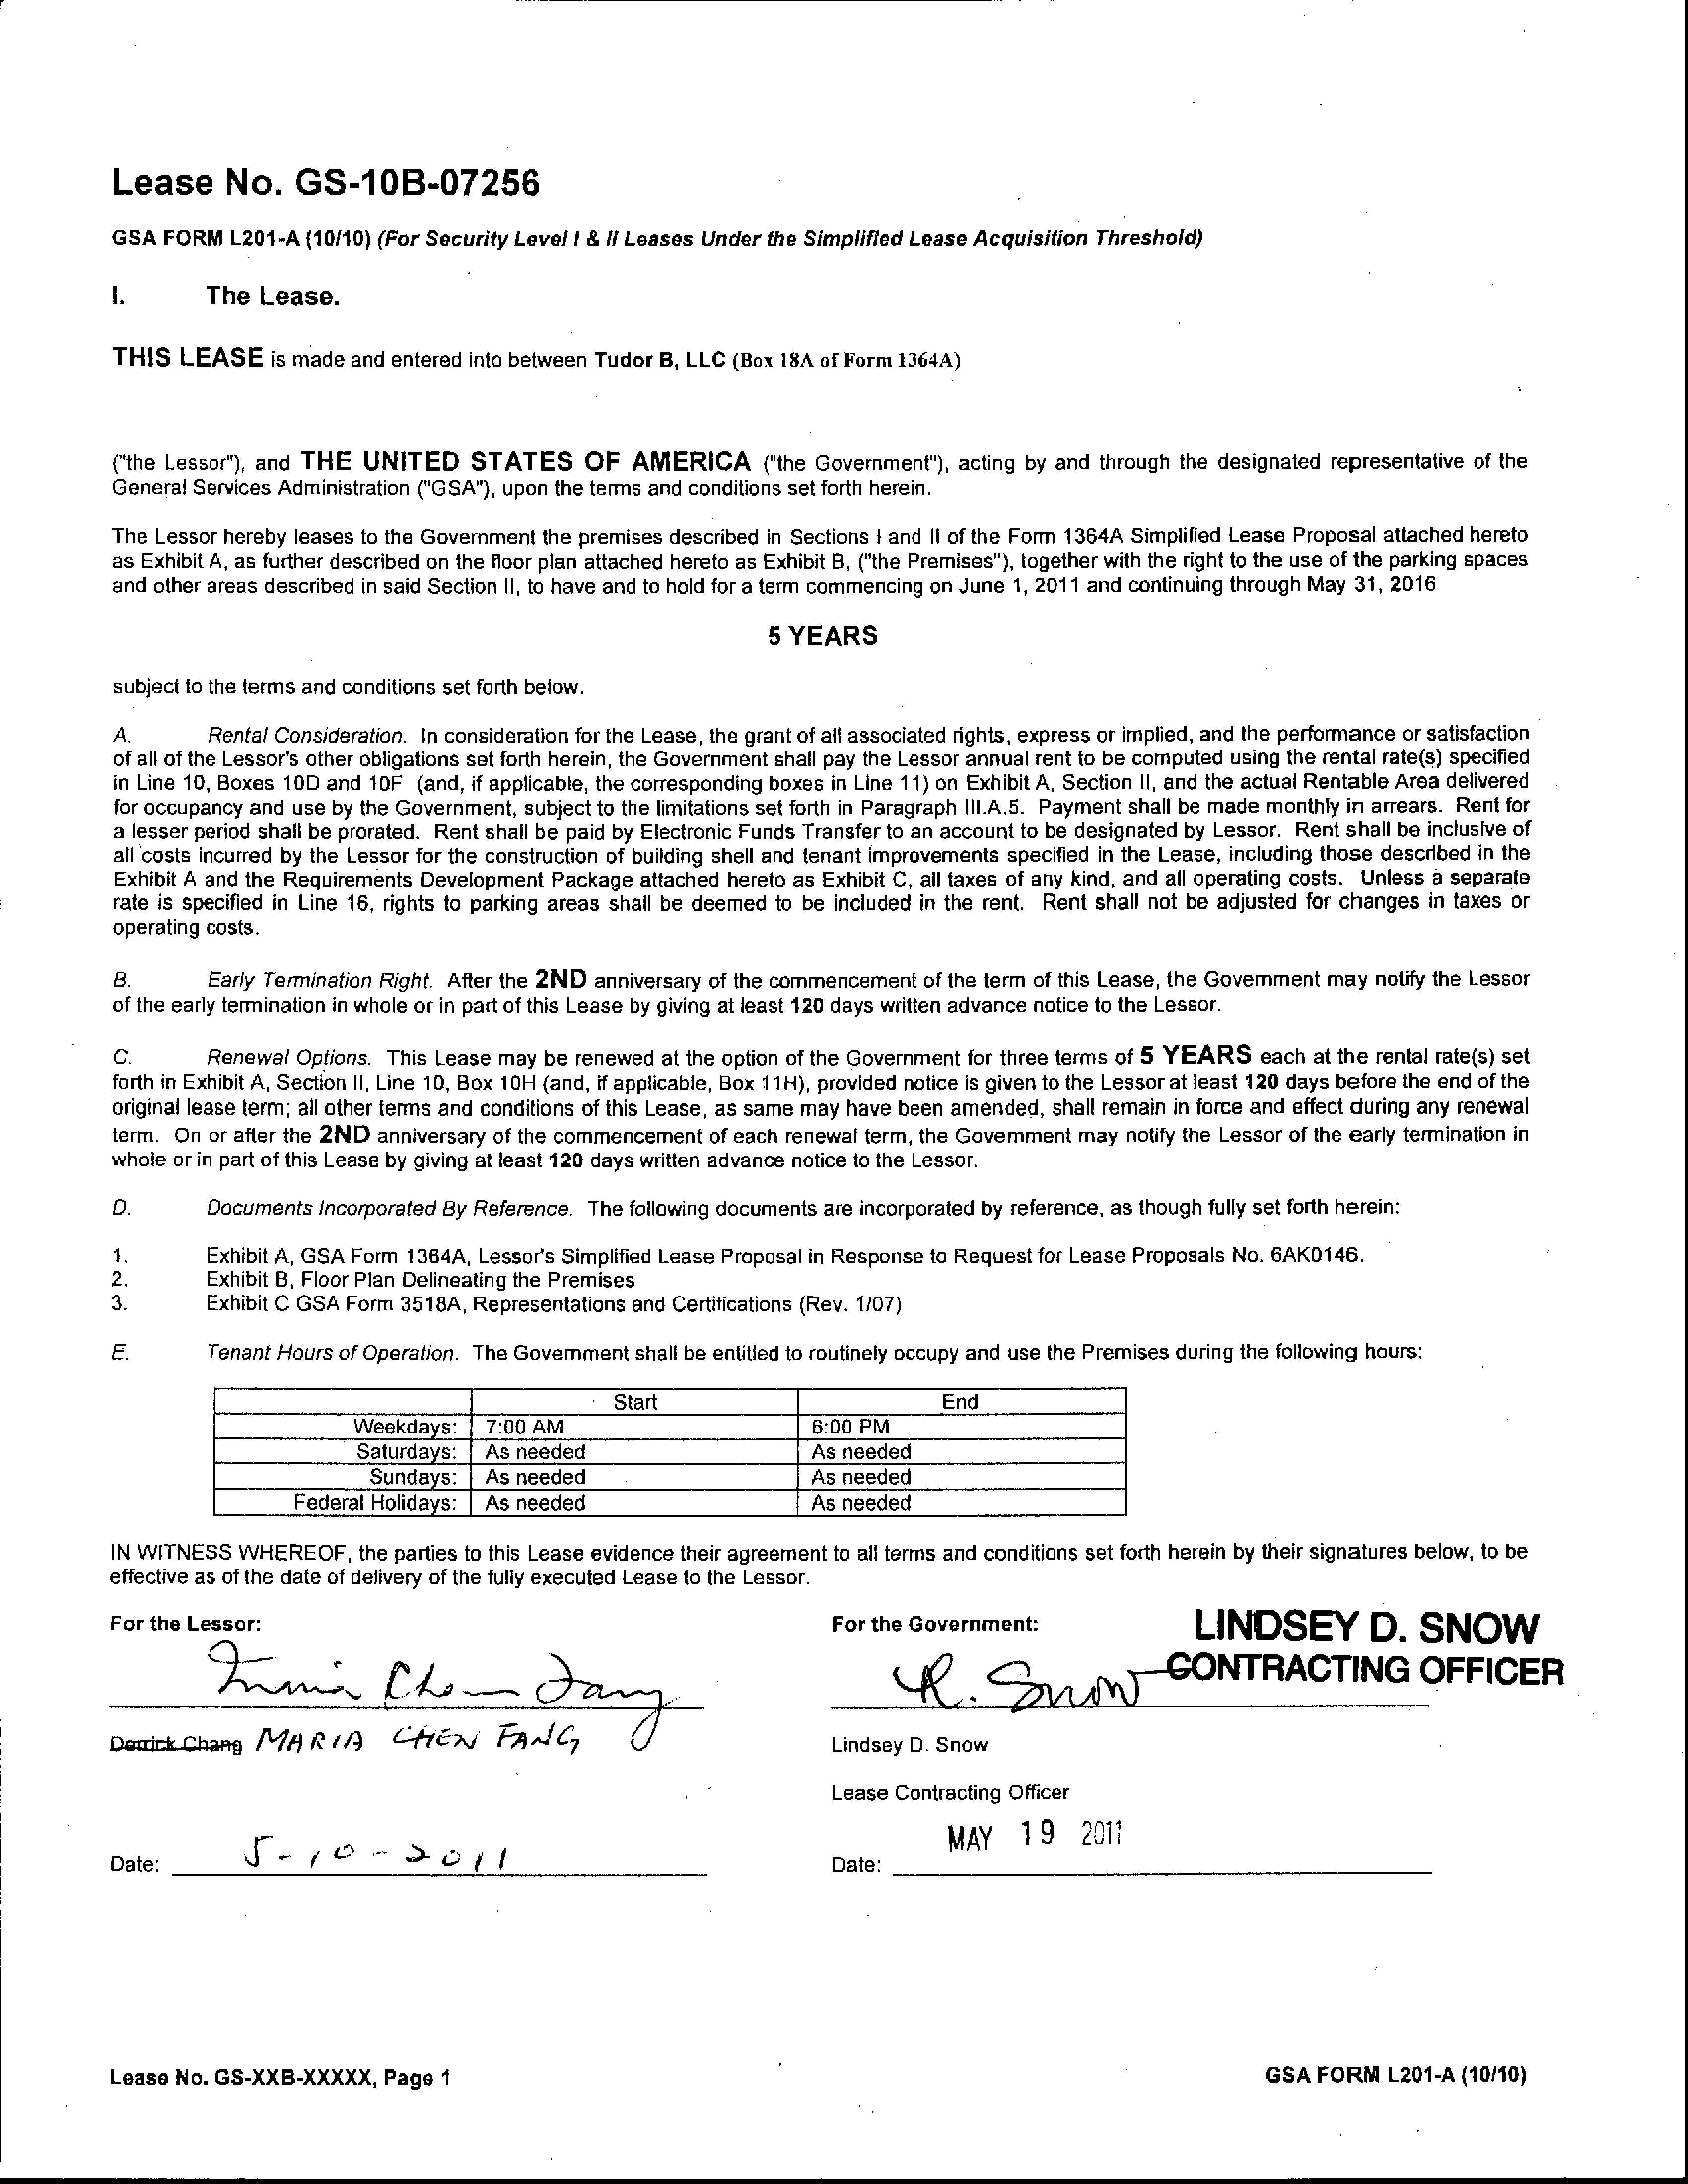 Lease No. GS-10B-07256
GSA FORM L201-A (10/10) (For Security Level I & II Leases Under the Simplified Lease Acquisition Threshold)
I. The Lease.
THIS LEASE is made and entered into between Tudor B, LLC (Box 18A of Form 1364A)
("the Lessor"), and THE UNITED STATES OF AMERICA ("the Government"), acting by and through the designated representative of the
General Services Administration ("GSA"), upon the terms and conditions set forth herein.
The Lessor hereby leases to the Government the premises described in Sections I and II of the Form 1364A Simplified Lease Proposal attached hereto
as Exhibit A, as further described on the floor plan attached hereto as Exhibit B, ("the Premises"), together with the right to the use of the parking spaces
and other areas described in said Section II, to have and to hold for a term commencing on June 1, 2011 and continuing through May 31, 2016
5 YEARS
subject to the terms and conditions set forth below.
A. Rental Consideration. In consideration for the Lease, the grant of all associated rights, express or implied, and the performance or satisfaction
of all of the Lessor's other obligations set forth herein, the Government shall pay the Lessor annual rent to be computed using the rental rate(s) specified
in Line 10, Boxes 10D and 10F (and, if applicable, the corresponding boxes in Line 11) on Exhibit A, Section II, and the actual Rentable Area delivered
for occupancy and use by the Government, subject to the limitations set forth in Paragraph III.A.5. Payment shall be made monthly in arrears. Rent for
a lesser period shall be prorated. Rent shall be paid by Electronic Funds Transfer to an account to be designated by Lessor. Rent shall be inclusive of
all costs incurred by the Lessor for the construction of building shell and tenant improvements specified in the Lease, including those described in the
Exhibit A and the Requirements Development Package attached hereto as Exhibit C, all taxes of any kind, and all operating costs. Unless a separate
rate is specified in Line 16, rights to parking areas shall be deemed to be included in the rent. Rent shall not be adjusted for changes in taxes or
operating costs.
B. Early Termination Right. After the 2ND anniversary of the commencement of the term of this Lease, the Government may notify the Lessor
of the early termination in whole or in part of this Lease by giving at least 120 days written advance notice to the Lessor.
C. Renewal Options. This Lease may be renewed at the option of the Government for three terms of 5 YEARS each at the rental rate(s) set
forth in Exhibit A, Section II, Line 10, Box 10H (and, if applicable, Box 11H), provided notice is given to the Lessor at least 120 days before the end of the
original lease term; all other terms and conditions of this Lease, as same may have been amended, shall remain in force and effect during any renewal
term. On or after the 2ND anniversary of the commencement of each renewal term, the Government may notify the Lessor of the early termination in
whole or in part of this Lease by giving at least 120 days written advance notice to the Lessor.
D. Documents Incorporated By Reference. The following documents are incorporated by reference, as though fully set forth herein:
1. Exhibit A, GSA Form 1364A, Lessor's Simplified Lease Proposal in Response to Request for Lease Proposals No. 6AK0146.
2. Exhibit B, Floor Plan Delineating the Premises
3. Exhibit C GSA Form 3518A, Representations and Certifications (Rev. 1/07)
E. Tenant Hours of Operation. The Government shall be entitled to routinely occupy and use the Premises during the following hours:
Start End
Weekdays: 7:00 AM 6:00 PM
Saturdays: As needed As needed
Sundays: As needed As needed
Federal Holidays: As needed As needed
IN WITNESS WHEREOF, the parties to this Lease evidence their agreement to all terms and conditions set forth herein by their signatures below, to be
effective as of the date of delivery of the fully executed Lease to the Lessor.
For the Lessor: For the Government: LINDSEY D. SNOW
CONTRACTING OFFICER
Maria Chen Fang R. Snow
Derrick Chang MARIA CHEN FANG Lindsey D. Snow
Lease Contracting Officer
MAY 19 2011
Date: 5-10-2011 Date:
Lease No. GS-XXB-XXXXX, Page 1 GSA FORM L201-A (10/10)